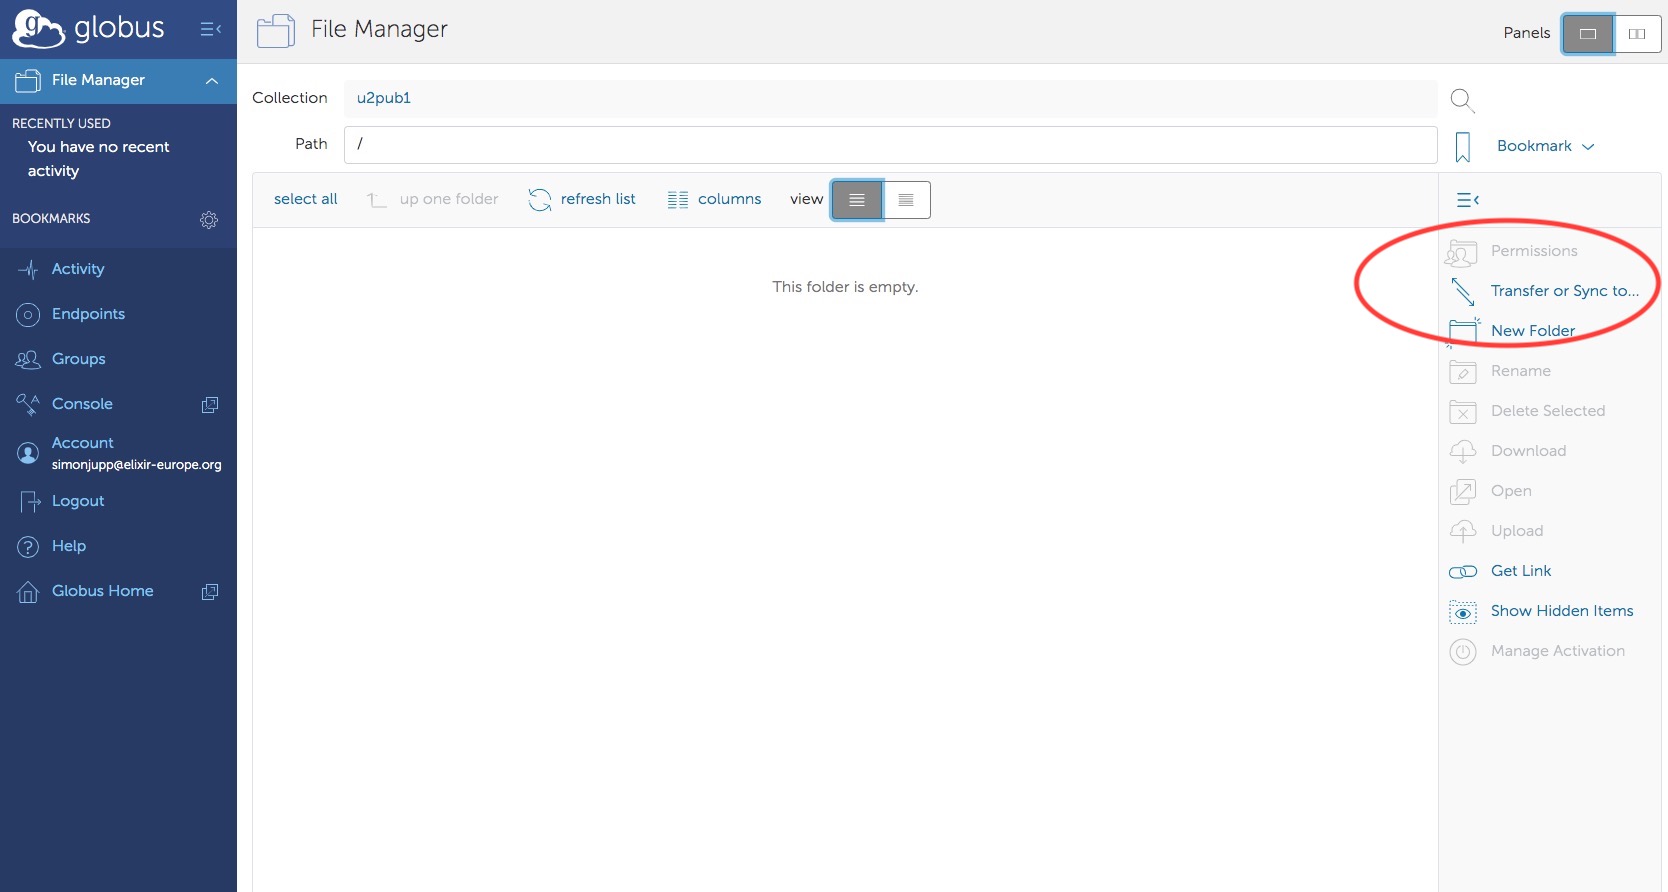 globus
File Manager
Panels
File Manager
Collection
u2pub1
RECENTLY USED
You have no recent
activity
Path
/
Bookmark
select all
up one folder
refresh list
columns
view
BOOKMARKS
This folder is empty.
Permissions
Transfer or Sync to...
New Folder
Rename
Delete Selected
Download
Open
Upload
Get Link
Show Hidden Items
Manage Activation
Activity
Endpoints
Groups
Console
Account
simonjupp@elixir-europe.org
Logout
Help
Globus Home